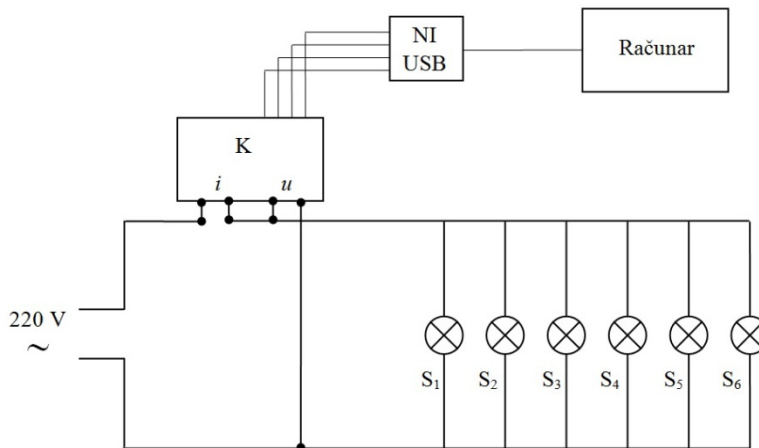 NI
USB
Računar
K
i u
220 V
~
S₁ S₂ S₃ S₄ S₅ S₆